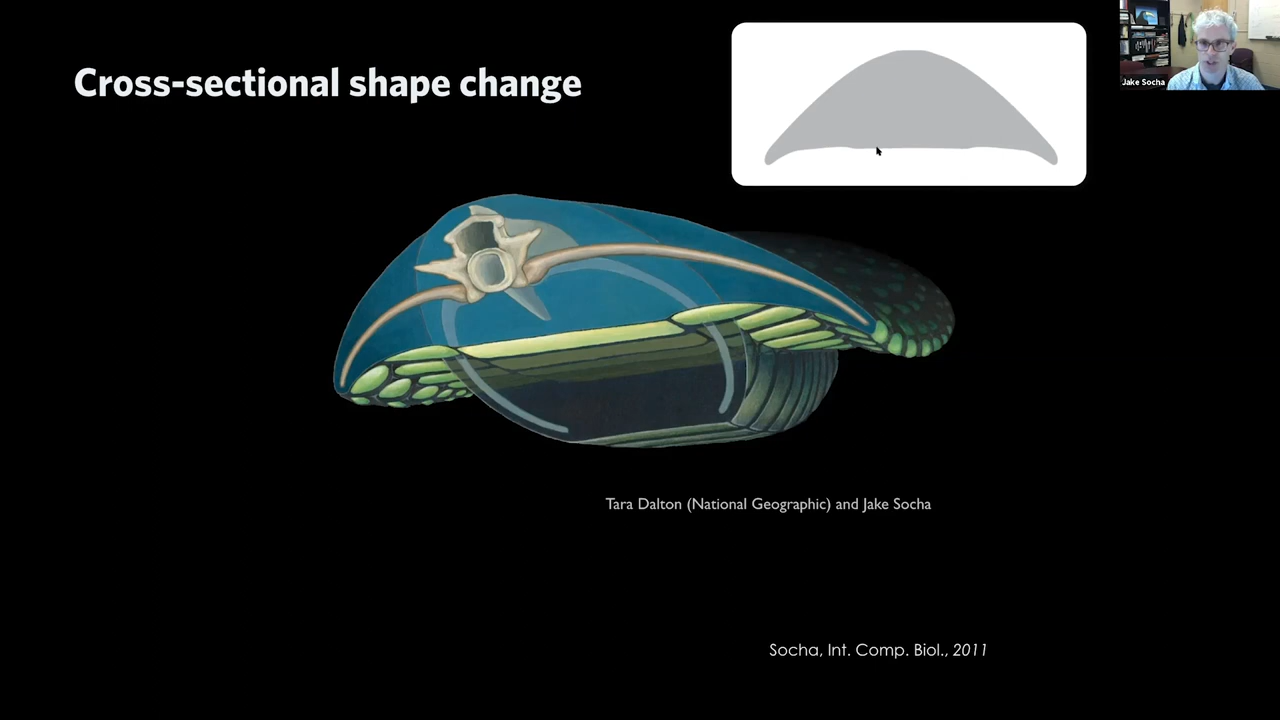 Cross-sectional shape change
Jake Socha
Tara Dalton (National Geographic) and Jake Socha
Socha, Int. Comp. Biol., 2011